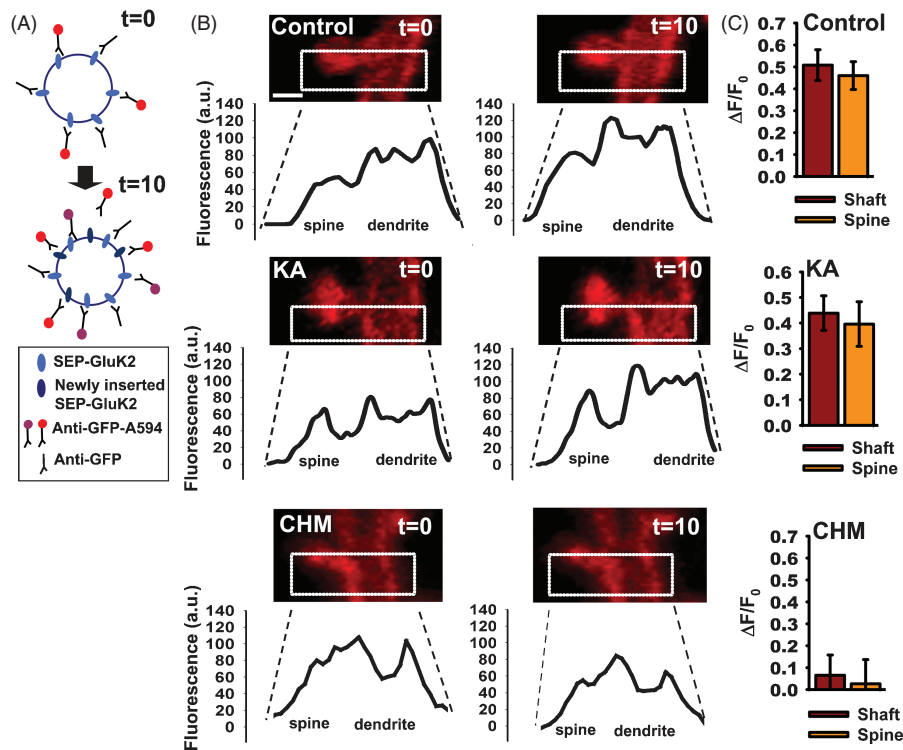 (A)
t=0
t=10
SEP-GluK2
Newly inserted
SEP-GluK2
Anti-GFP-A594
Anti-GFP
(B)
Control
t=0
t=10
Fluorescence (a.u.)
140
120
100
80
60
40
20
0
spine
dendrite
140
120
100
80
60
40
20
0
spine
dendrite
KA
t=0
t=10
Fluorescence (a.u.)
140
120
100
80
60
40
20
0
spine
dendrite
140
120
100
80
60
40
20
0
spine
dendrite
CHM
t=0
t=10
Fluorescence (a.u.)
140
120
100
80
60
40
20
0
spine
dendrite
140
120
100
80
60
40
20
0
spine
dendrite
(C)
Control
ΔF/F0
0.7
0.6
0.5
0.4
0.3
0.2
0.1
0.0
Shaft
Spine
KA
ΔF/F0
0.7
0.6
0.5
0.4
0.3
0.2
0.1
0.0
Shaft
Spine
CHM
ΔF/F0
0.7
0.6
0.5
0.4
0.3
0.2
0.1
0.0
Shaft
Spine